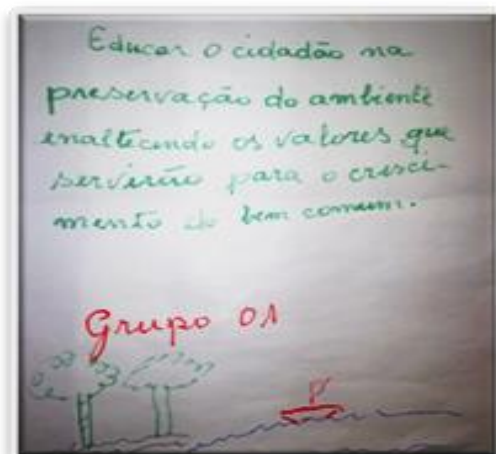 Educar o cidadão na
preservação do ambiente
enaltecendo os valores que
servirão para o cresci-
mento do bem comum.
Grupo 01